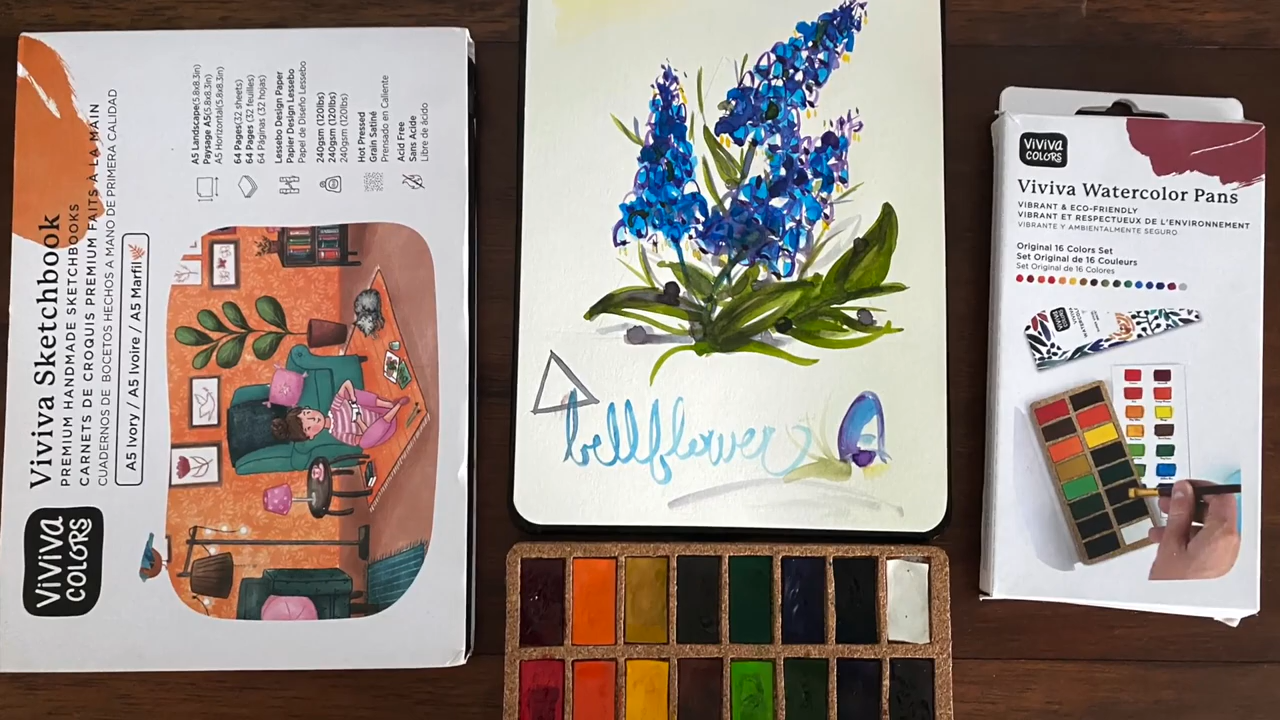 ViViVA
COLORS
Viviva Sketchbook
PREMIUM HANDMADE SKETCHBOOKS
CARNETS DE CROQUIS PREMIUM FAITS À LA MAIN
CUADERNOS DE BOCETOS HECHOS A MANO DE PRIMERA CALIDAD
A5 Ivory / A5 Ivoire / A5 Marfil
A5 Landscape(5.8x8.3in)
Paysage A5(5.8x8.3in)
A5 Horizontal(5.8x8.3in)
64 Pages(32 sheets)
64 Pages (32 feuilles)
64 Páginas (32 hojas)
Lessebo Design Paper
Papier Design Lessebo
Papel de Diseño Lessebo
240gsm (120lbs)
240gsm (120lbs)
240gsm (120lbs)
Hot Pressed
Grain Satiné
Prensado en Caliente
Acid Free
Sans Acide
Libre de ácido
bellflower
ViViVA
COLORS
Viviva Watercolor Pans
VIBRANT & ECO-FRIENDLY
VIBRANT ET RESPECTUEUX DE L'ENVIRONNEMENT
VIBRANTE Y AMBIENTALMENTE SEGURO
Original 16 Colors Set
Set Original de 16 Couleurs
Set Original de 16 Colores